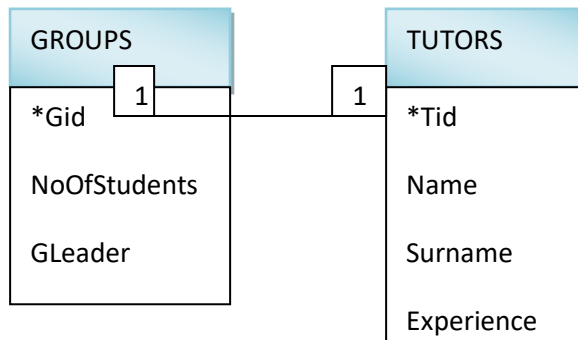 GROUPS
*Gid
NoOfStudents
GLeader
1
1
TUTORS
*Tid
Name
Surname
Experience